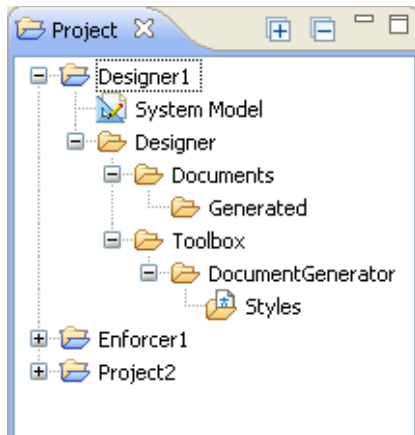 Project
Designer1
System Model
Designer
Documents
Generated
Toolbox
DocumentGenerator
Styles
Enforcer1
Project2